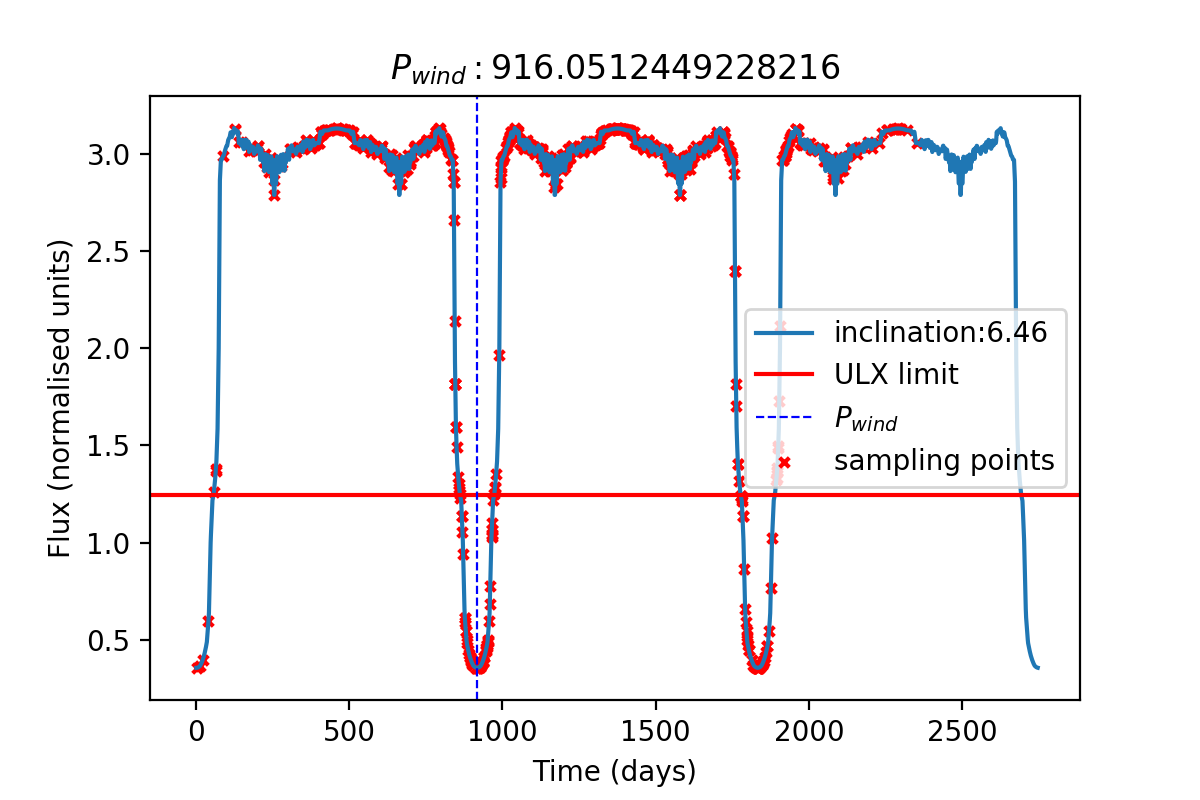 P_wind : 916.0512449228216
Flux (normalised units)
3.0
2.5
2.0
1.5
1.0
0.5
inclination:6.46
ULX limit
P_wind
sampling points
0 500 1000 1500 2000 2500
Time (days)